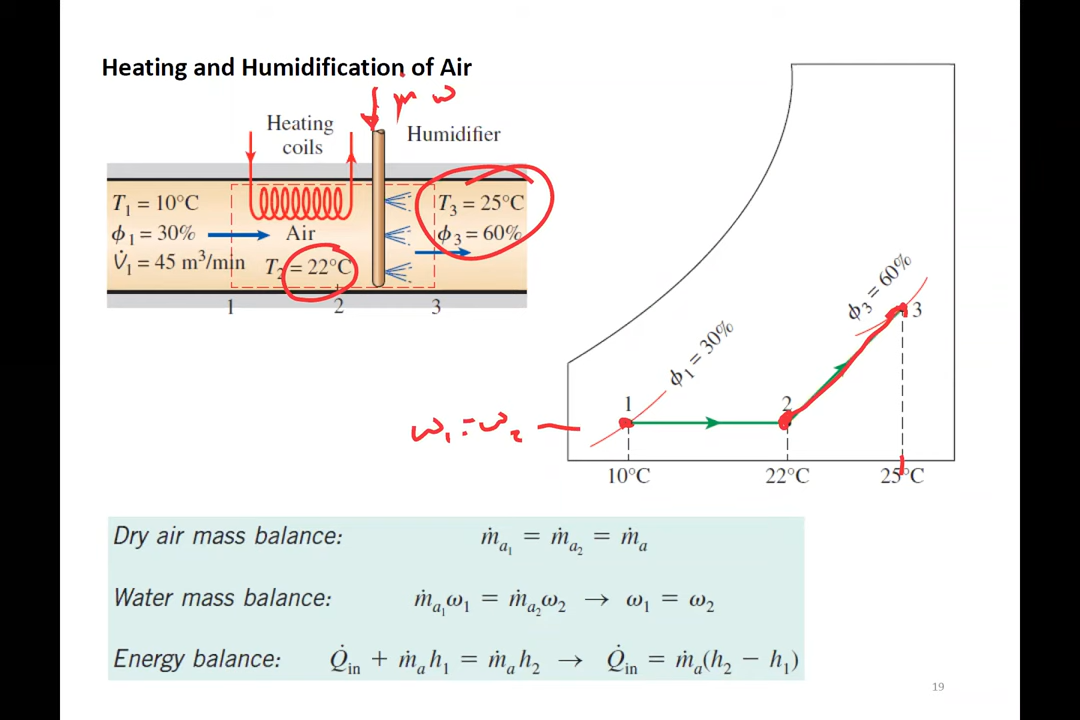 Heating and Humidification of Air
ṁ ω
Heating
coils
Humidifier
T₁ = 10°C
ϕ₁ = 30%
V̇₁ = 45 m³/min
Air
T₂ = 22°C
T₃ = 25°C
ϕ₃ = 60%
1
2
3
ϕ₁ = 30%
ϕ₃ = 60%
1
2
3
ω₁ = ω₂
10°C
22°C
25°C
Dry air mass balance: ṁₐ₁ = ṁₐ₂ = ṁₐ
Water mass balance: ṁₐ₁ω₁ = ṁₐ₂ω₂ → ω₁ = ω₂
Energy balance: Q̇in + ṁₐh₁ = ṁₐh₂ → Q̇in = ṁₐ(h₂ − h₁)
19